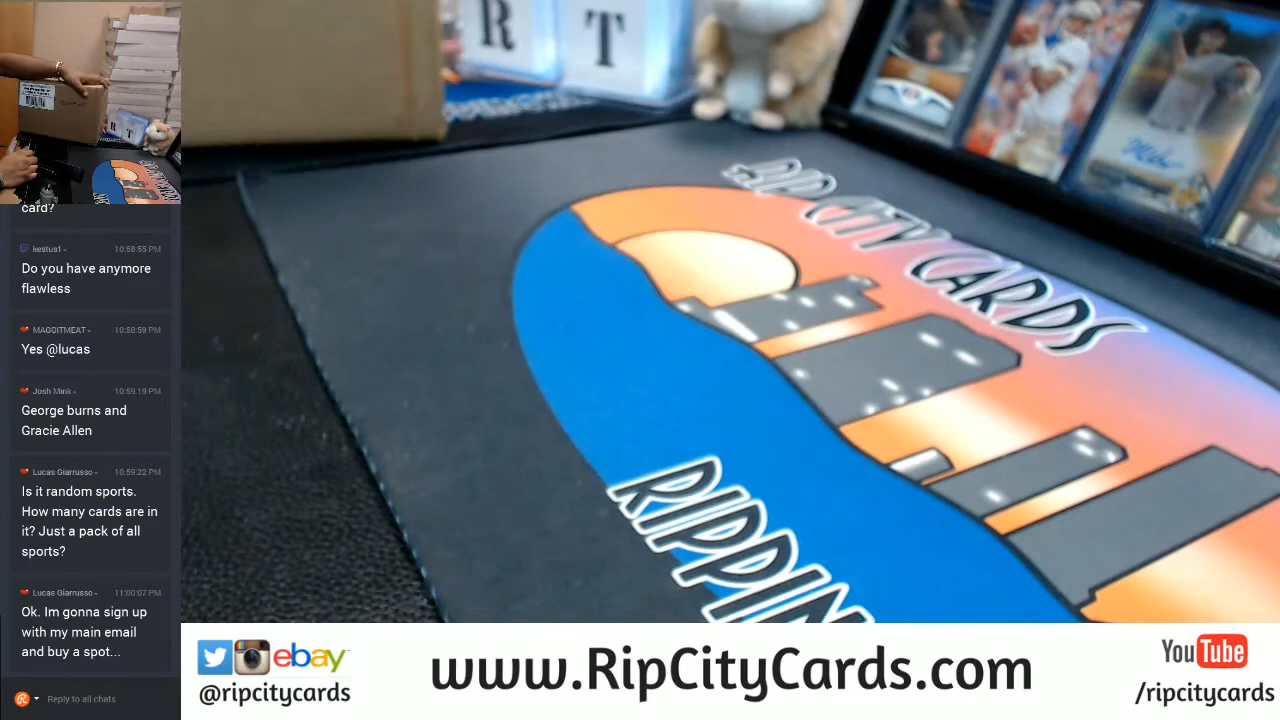 card?
kestus1
10:58:55 PM
Do you have anymore
flawless
MAGGITMEAT
10:58:59 PM
Yes @lucas
Josh Mink
10:59:19 PM
George burns and
Gracie Allen
Lucas Giarrusso
10:59:22 PM
Is it random sports.
How many cards are in
it? Just a pack of all
sports?
Lucas Giarrusso
11:00:07 PM
Ok. Im gonna sign up
with my main email
and buy a spot...
Reply to all chats
R T
R T
RIP CITY CARDS
RIPPIN
ebay
@ripcitycards
www.RipCityCards.com
YouTube
/ripcitycards